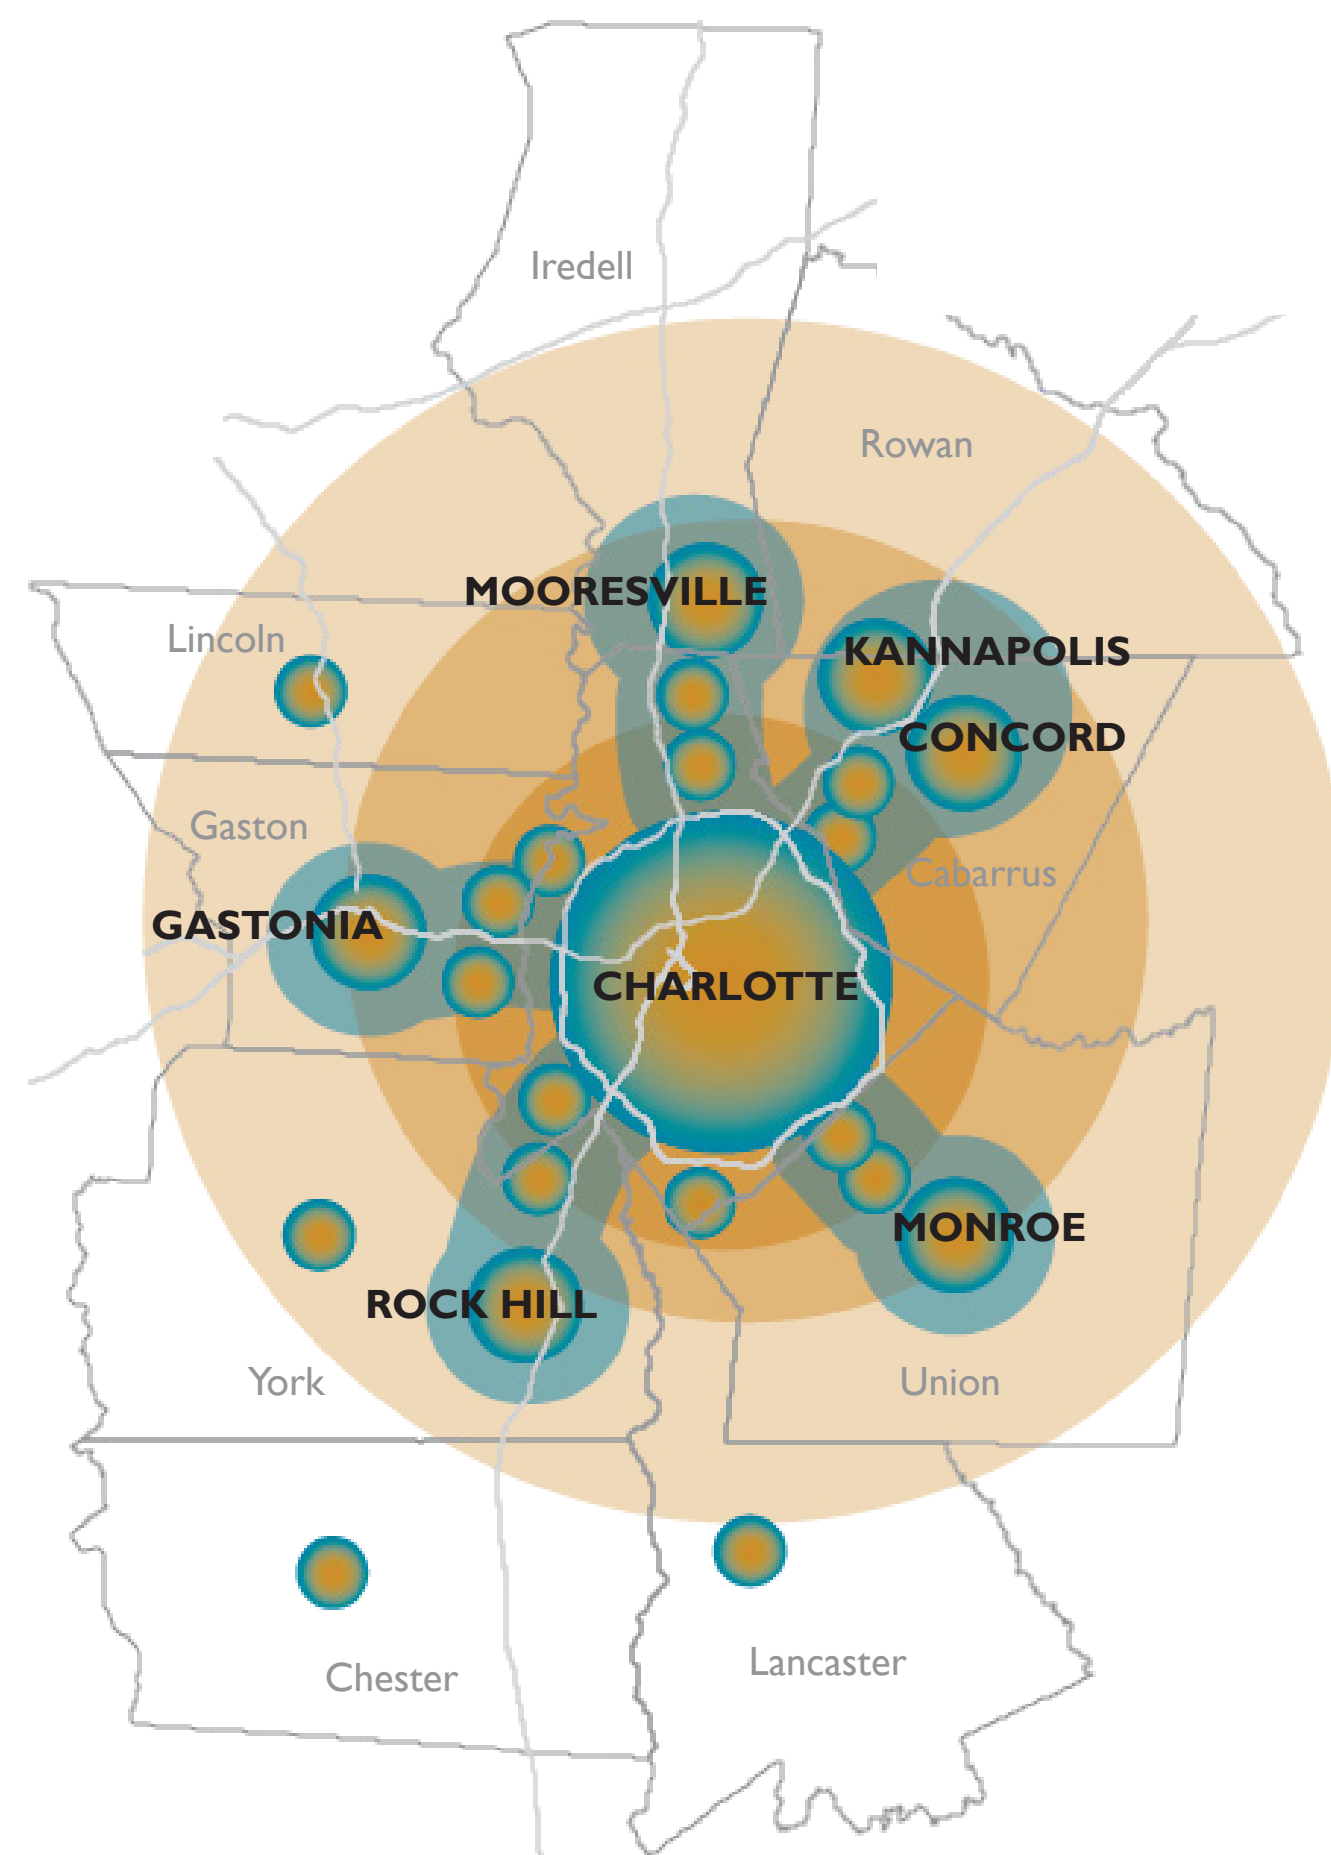 Iredell
Rowan
MOORESVILLE
Lincoln
KANNAPOLIS
CONCORD
Gaston
Cabarrus
GASTONIA
CHARLOTTE
MONROE
ROCK HILL
York
Union
Lancaster
Chester